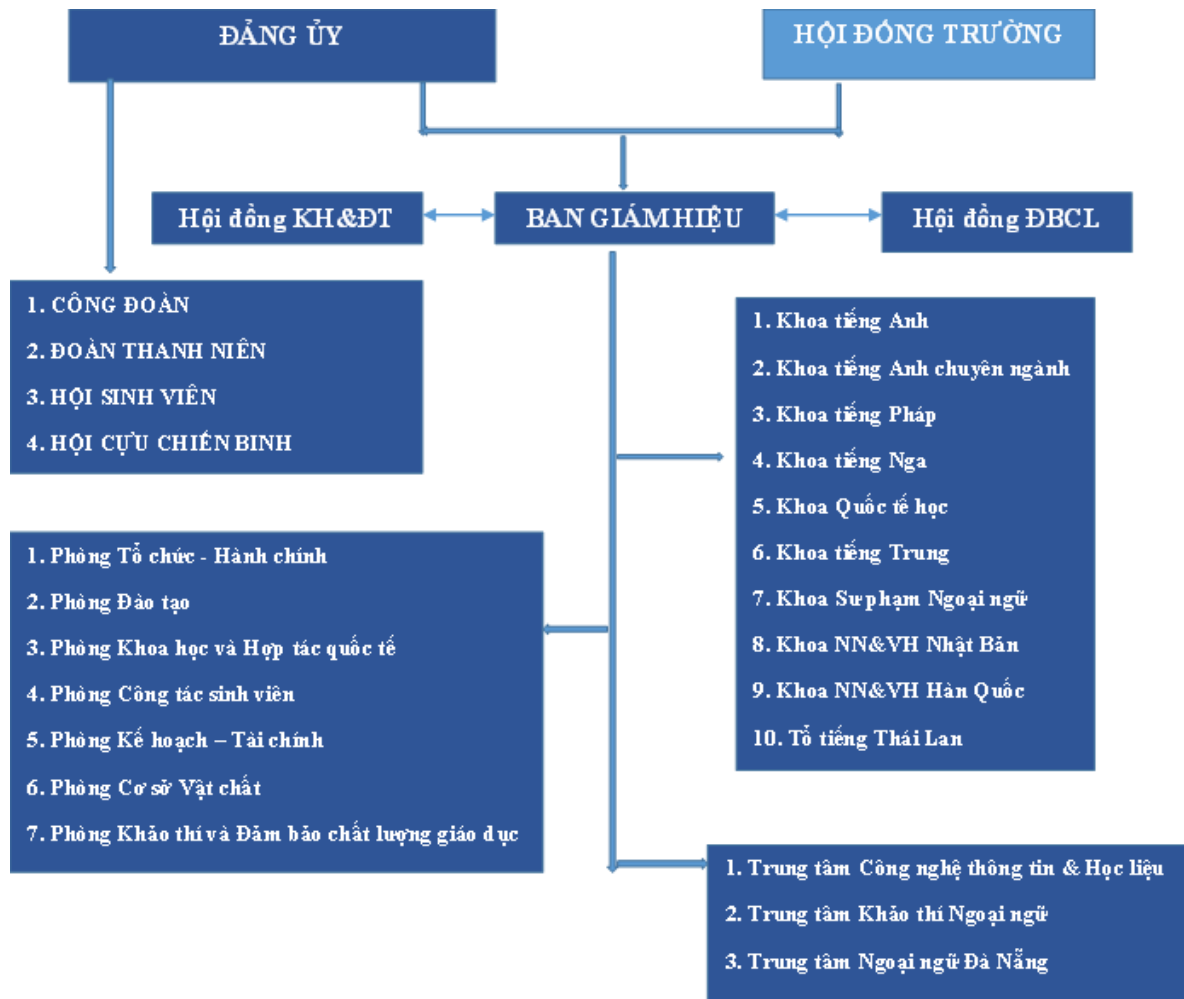 ĐẢNG ỦY
HỘI ĐỒNG TRƯỜNG
Hội đồng KH&ĐT
BAN GIÁM HIỆU
Hội đồng ĐBCL
1. CÔNG ĐOÀN
2. ĐOÀN THANH NIÊN
3. HỘI SINH VIÊN
4. HỘI CỰU CHIẾN BINH
1. Khoa tiếng Anh
2. Khoa tiếng Anh chuyên ngành
3. Khoa tiếng Pháp
4. Khoa tiếng Nga
5. Khoa Quốc tế học
6. Khoa tiếng Trung
7. Khoa Sư phạm Ngoại ngữ
8. Khoa NN&VH Nhật Bản
9. Khoa NN&VH Hàn Quốc
10. Tổ tiếng Thái Lan
1. Phòng Tổ chức - Hành chính
2. Phòng Đào tạo
3. Phòng Khoa học và Hợp tác quốc tế
4. Phòng Công tác sinh viên
5. Phòng Kế hoạch – Tài chính
6. Phòng Cơ sở Vật chất
7. Phòng Khảo thí và Đảm bảo chất lượng giáo dục
1. Trung tâm Công nghệ thông tin & Học liệu
2. Trung tâm Khảo thí Ngoại ngữ
3. Trung tâm Ngoại ngữ Đà Nẵng